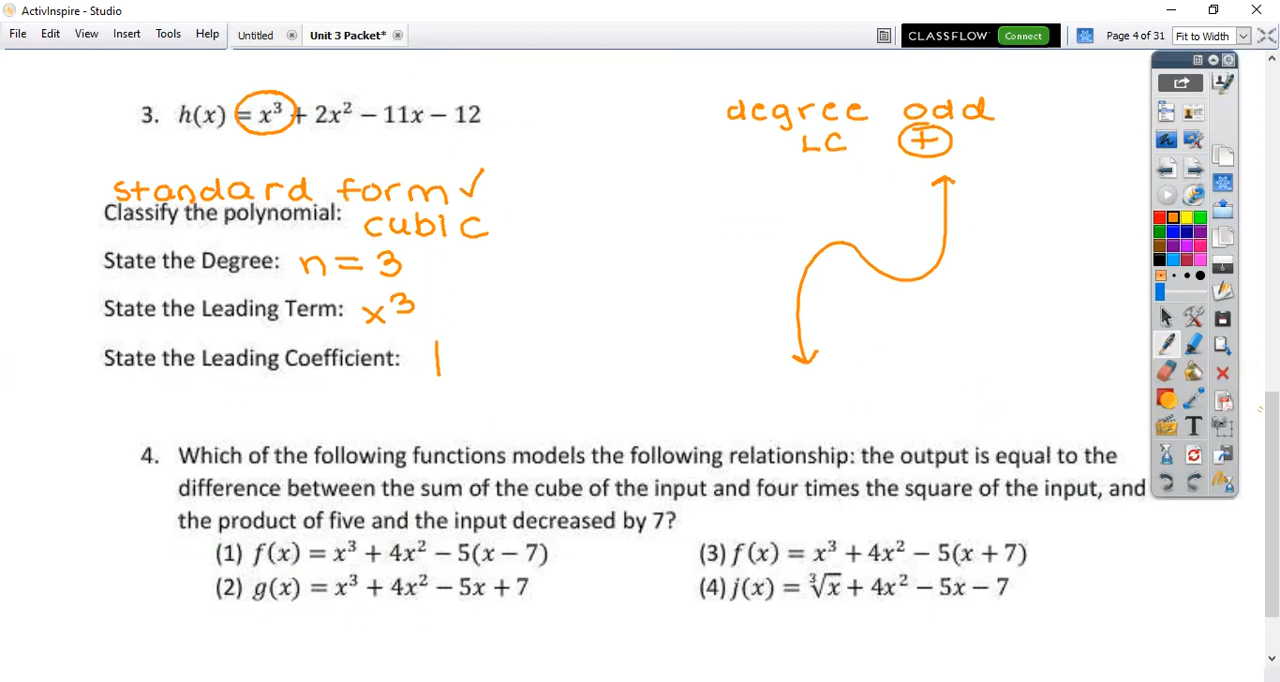 ActivInspire - Studio
File Edit View Insert Tools Help Untitled Unit 3 Packet* CLASSFLOW Connect Page 4 of 31 Fit to Width
3. h(x) = x³ + 2x² − 11x − 12
degree odd
LC +
standard form ✓
Classify the polynomial: cubic
State the Degree: n = 3
State the Leading Term: x³
State the Leading Coefficient: 1
4. Which of the following functions models the following relationship: the output is equal to the
difference between the sum of the cube of the input and four times the square of the input, and
the product of five and the input decreased by 7?
(1) f(x) = x³ + 4x² − 5(x − 7)
(2) g(x) = x³ + 4x² − 5x + 7
(3) f(x) = x³ + 4x² − 5(x + 7)
(4) j(x) = ∛x + 4x² − 5x − 7